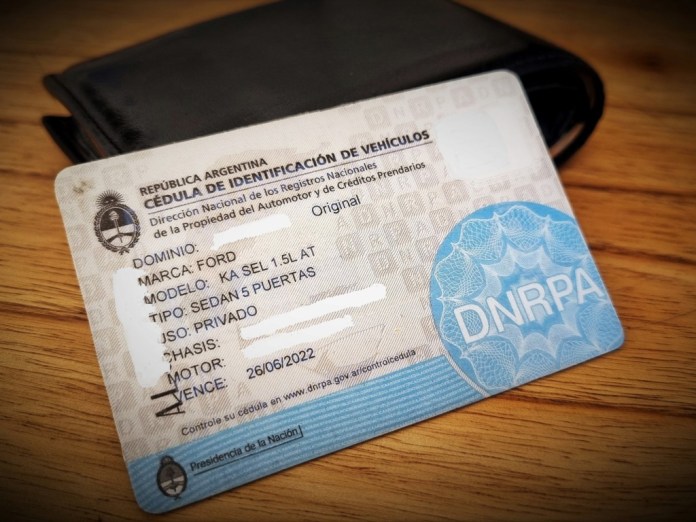 REPÚBLICA ARGENTINA
CÉDULA DE IDENTIFICACIÓN DE VEHÍCULOS
Dirección Nacional de los Registros Nacionales
de la Propiedad del Automotor y de Créditos Prendarios
Original
DOMINIO:
MARCA: FORD
MODELO: KA SEL 1.5L AT
TIPO: SEDAN 5 PUERTAS
USO: PRIVADO
CHASIS:
MOTOR:
VENCE: 26/06/2022
Controle su cédula en www.dnrpa.gov.ar/controlcedula
Presidencia de la Nación
DNRPA